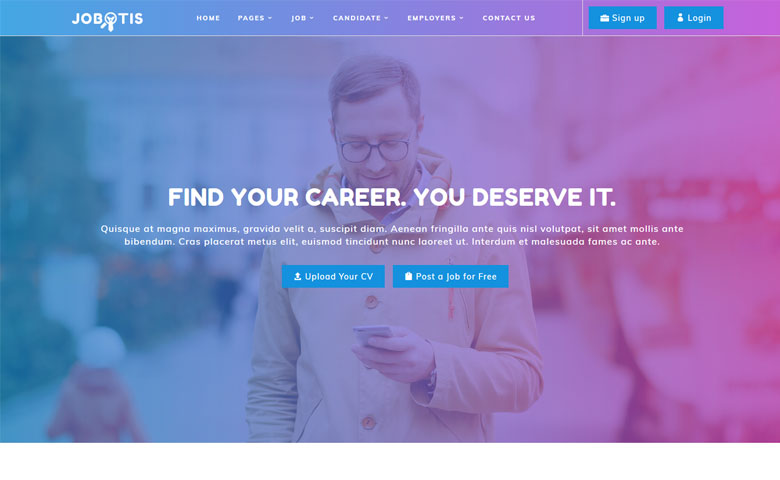 JOBOTIS
HOME PAGES JOB CANDIDATE EMPLOYERS CONTACT US Sign up Login
FIND YOUR CAREER. YOU DESERVE IT.
Quisque at magna maximus, gravida velit a, suscipit diam. Aenean fringilla ante quis nisl volutpat, sit amet mollis ante
bibendum. Cras placerat metus elit, euismod tincidunt nunc laoreet ut. Interdum et malesuada fames ac ante.
Upload Your CV Post a Job for Free